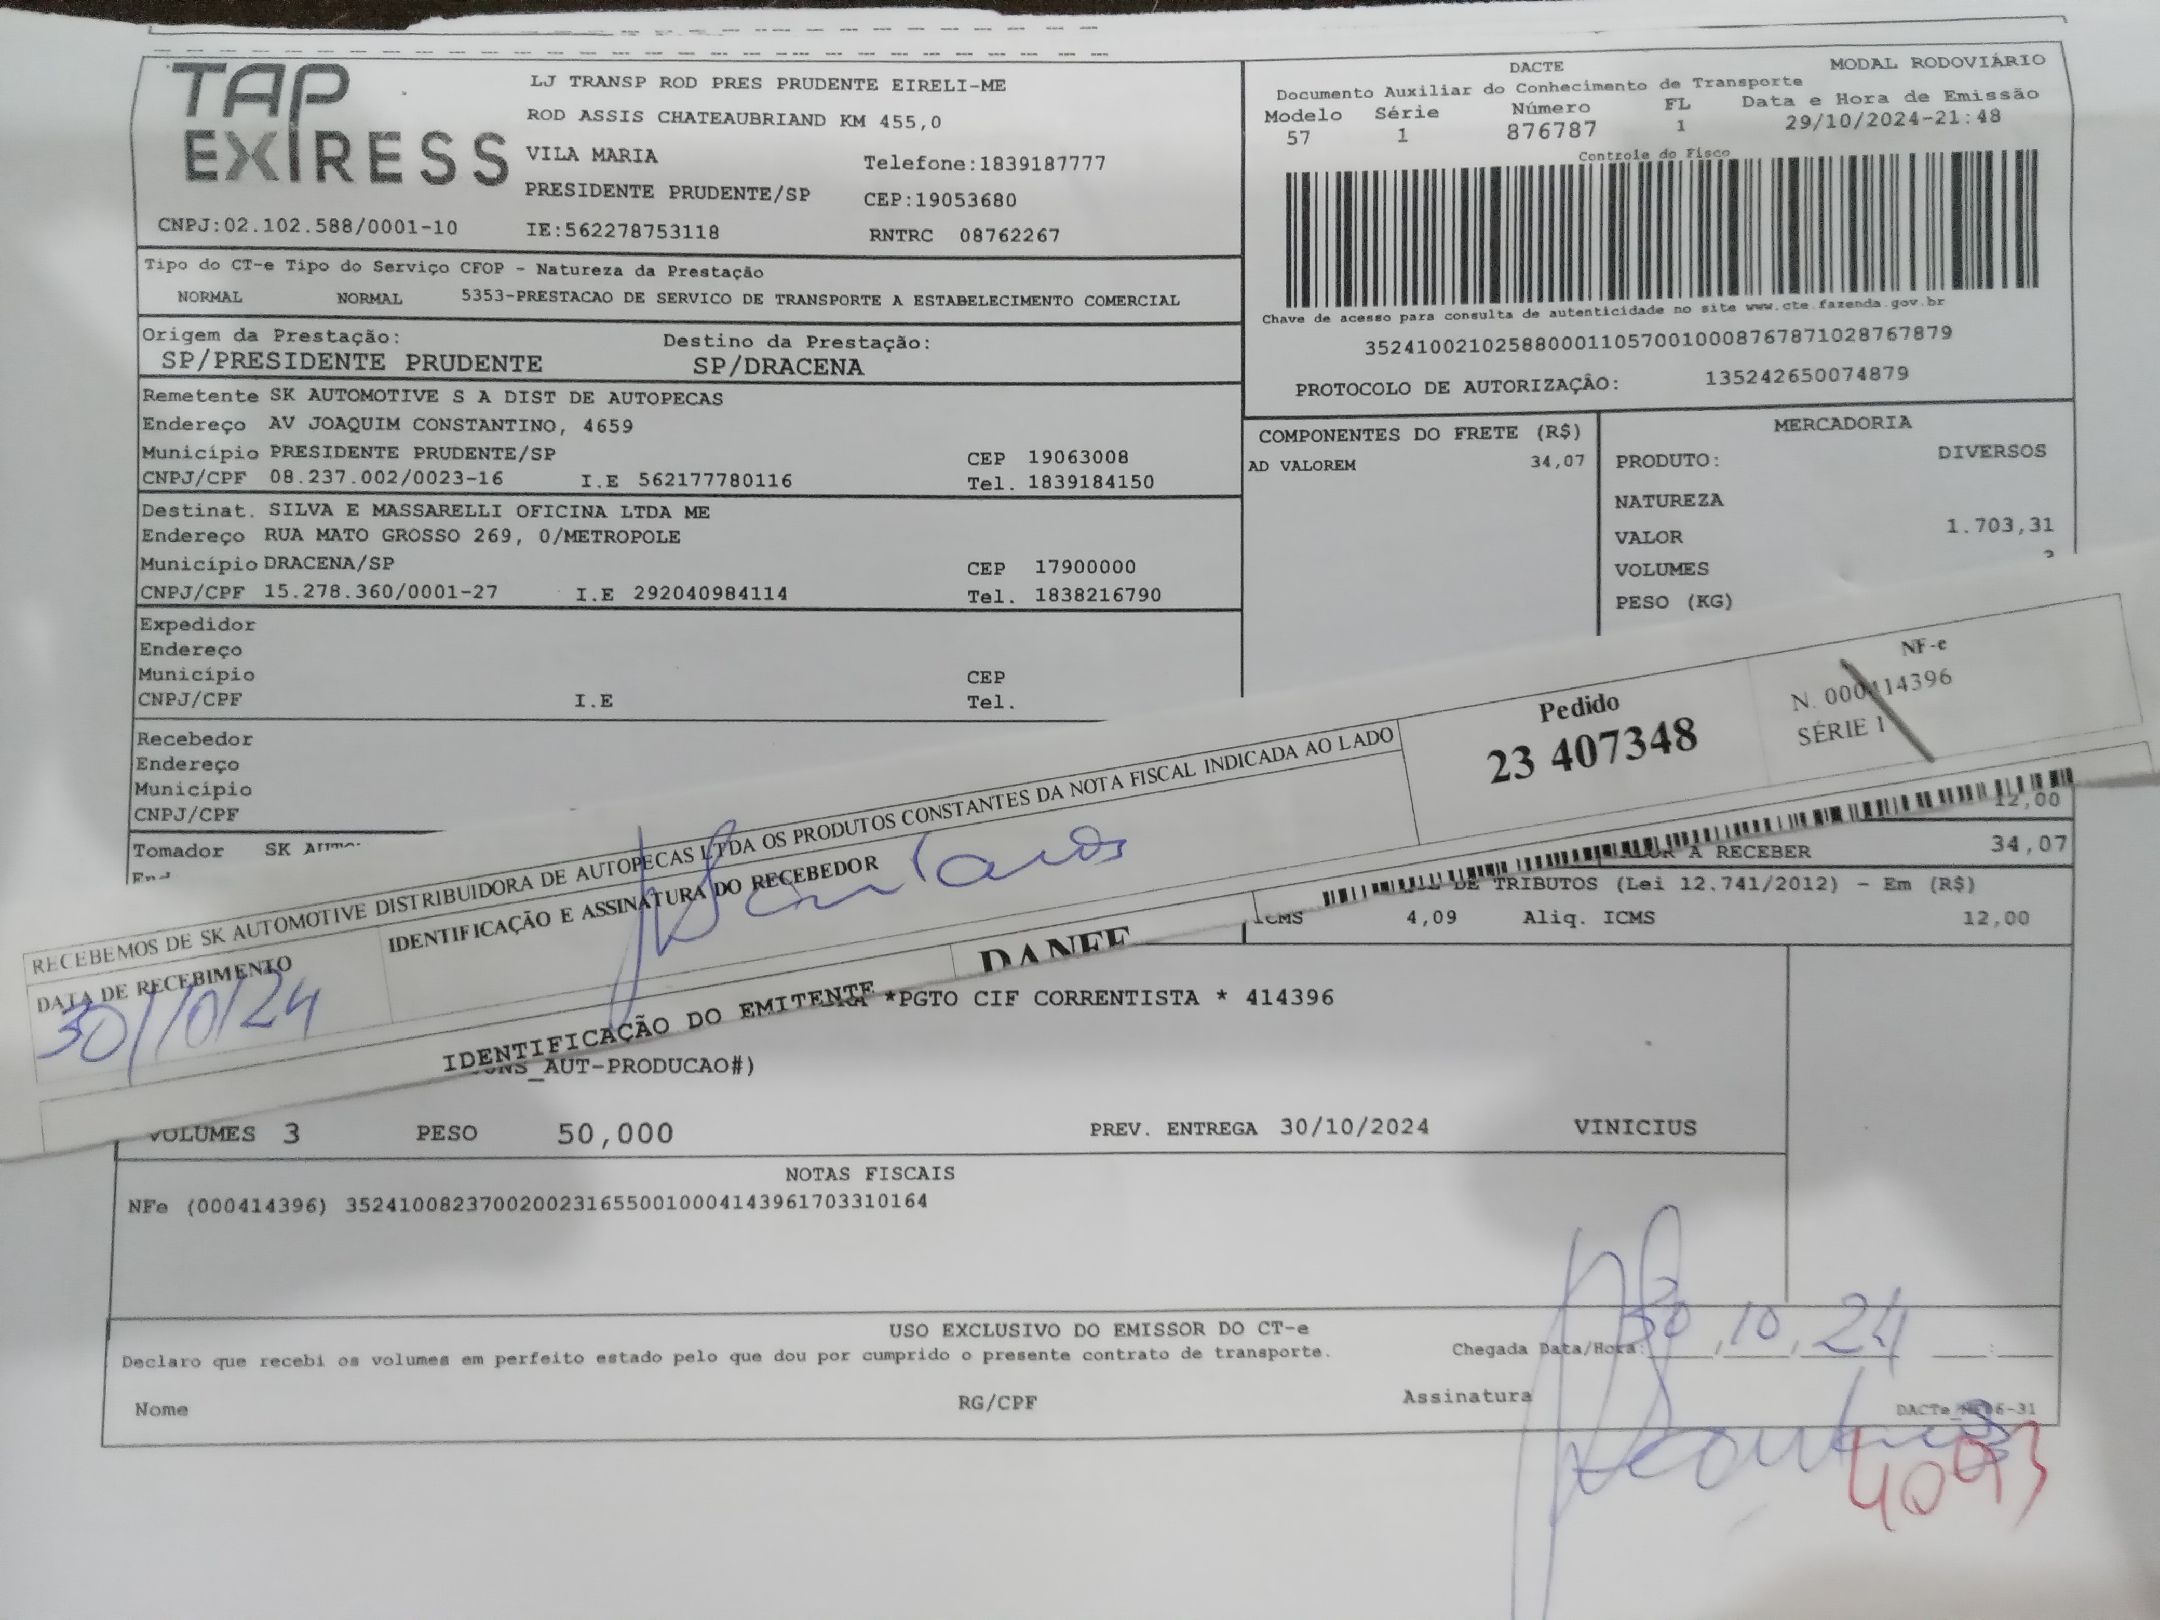 TAP
EXPRESS
LJ TRANSP ROD PRES PRUDENTE EIRELI-ME
ROD ASSIS CHATEAUBRIAND KM 455,0
VILA MARIA
Telefone:1839187777
PRESIDENTE PRUDENTE/SP
CEP:19053680
CNPJ:02.102.588/0001-10
IE:562278753118
RNTRC 08762267
DACTE
MODAL RODOVIÁRIO
Documento Auxiliar do Conhecimento de Transporte
Modelo Série Número FL Data e Hora de Emissão
57 1 876787 1 29/10/2024-21:48
Controle do Fisco
Chave de acesso para consulta de autenticidade no site www.cte.fazenda.gov.br
35241002102588000110570010008767871028767879
PROTOCOLO DE AUTORIZAÇÃO: 135242650074879
Tipo do CT-e Tipo do Serviço CFOP - Natureza da Prestação
NORMAL NORMAL 5353-PRESTACAO DE SERVICO DE TRANSPORTE A ESTABELECIMENTO COMERCIAL
Origem da Prestação: Destino da Prestação:
SP/PRESIDENTE PRUDENTE SP/DRACENA
Remetente SK AUTOMOTIVE S A DIST DE AUTOPECAS
Endereço AV JOAQUIM CONSTANTINO, 4659
Município PRESIDENTE PRUDENTE/SP CEP 19063008
CNPJ/CPF 08.237.002/0023-16 I.E 562177780116 Tel. 1839184150
Destinat. SILVA E MASSARELLI OFICINA LTDA ME
Endereço RUA MATO GROSSO 269, 0/METROPOLE
Município DRACENA/SP CEP 17900000
CNPJ/CPF 15.278.360/0001-27 I.E 292040984114 Tel. 1838216790
Expedidor
Endereço
Município CEP
CNPJ/CPF I.E Tel.
Recebedor
Endereço
Município
CNPJ/CPF
Tomador SK
COMPONENTES DO FRETE (R$)
AD VALOREM 34,07
MERCADORIA
PRODUTO: DIVERSOS
NATUREZA
VALOR 1.703,31
VOLUMES
PESO (KG)
RECEBEMOS DE SK AUTOMOTIVE DISTRIBUIDORA DE AUTOPECAS LTDA OS PRODUTOS CONSTANTES DA NOTA FISCAL INDICADA AO LADO
DATA DE RECEBIMENTO
30/10/24
IDENTIFICAÇÃO E ASSINATURA DO RECEBEDOR
Pedido
23 407348
NF-e
N. 000414396
SÉRIE 1
DANFE
IDENTIFICAÇÃO DO EMITENTE
12,00
A RECEBER 34,07
DE TRIBUTOS (Lei 12.741/2012) - Em (R$)
ICMS 4,09 Aliq. ICMS 12,00
*PGTO CIF CORRENTISTA * 414396
AUT-PRODUCAO#)
VOLUMES 3 PESO 50,000 PREV. ENTREGA 30/10/2024 VINICIUS
NOTAS FISCAIS
NFe (000414396) 35241008237002002316550010004143961703310164
USO EXCLUSIVO DO EMISSOR DO CT-e
Declaro que recebi os volumes em perfeito estado pelo que dou por cumprido o presente contrato de transporte.
Chegada Data/Hora: 30, 10, 24
Nome RG/CPF Assinatura
4093